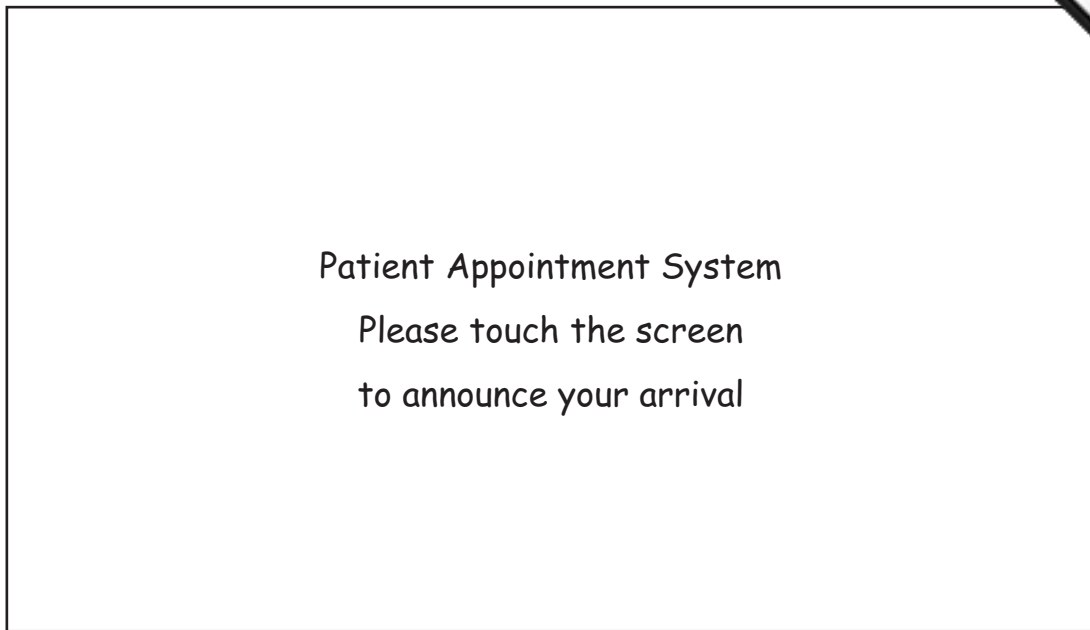 Patient Appointment System
Please touch the screen
to announce your arrival